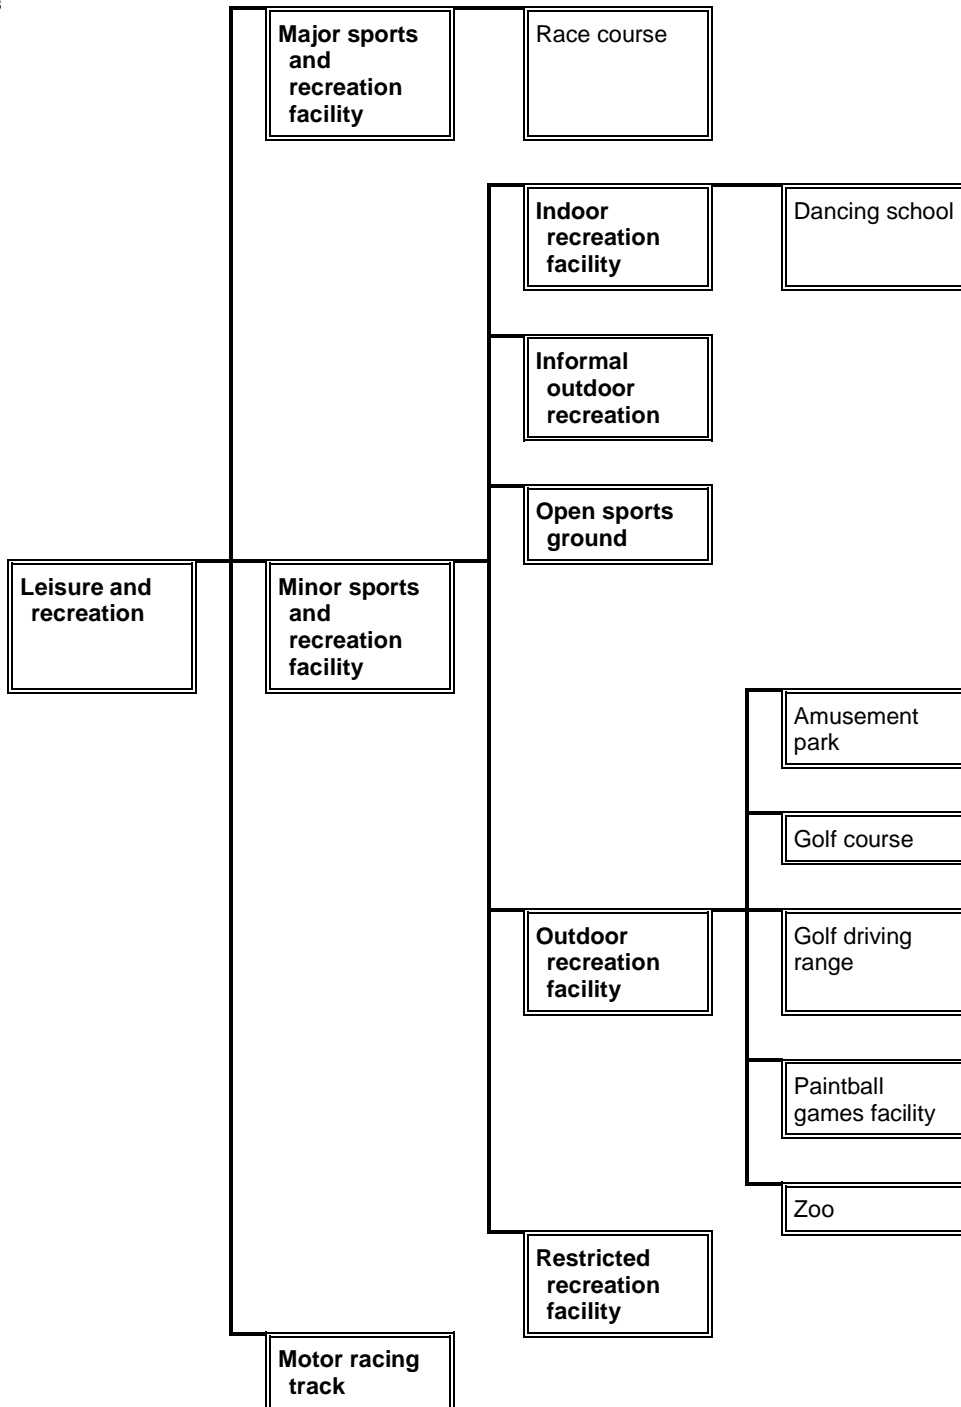 Major sports
and
recreation
facility
Race course
Indoor
recreation
facility
Dancing school
Informal
outdoor
recreation
Open sports
ground
Leisure and
recreation
Minor sports
and
recreation
facility
Amusement
park
Golf course
Outdoor
recreation
facility
Golf driving
range
Paintball
games facility
Zoo
Restricted
recreation
facility
Motor racing
track